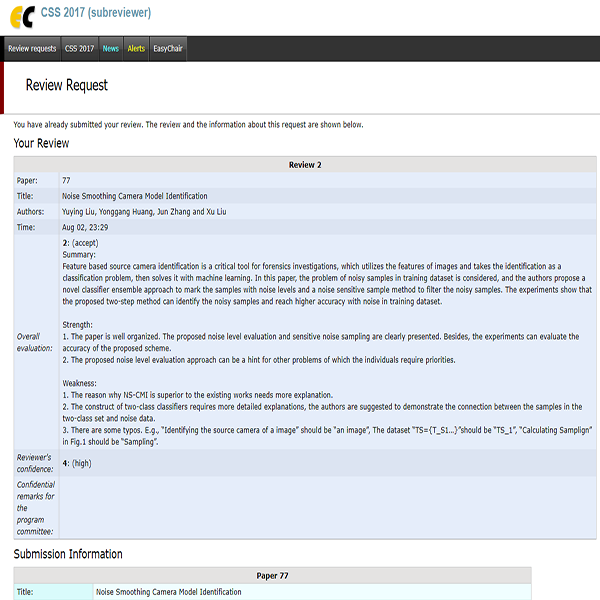 CSS 2017 (subreviewer)
Review requests CSS 2017 News Alerts EasyChair
Review Request
You have already submitted your review. The review and the information about this request are shown below.
Your Review
Review 2
Paper: 77
Title: Noise Smoothing Camera Model Identification
Authors: Yuying Liu, Yonggang Huang, Jun Zhang and Xu Liu
Time: Aug 02, 23:29
Overall evaluation:
2: (accept)
Summary:
Feature based source camera identification is a critical tool for forensics investigations, which utilizes the features of images and takes the identification as a
classification problem, then solves it with machine learning. In this paper, the problem of noisy samples in training dataset is considered, and the authors propose a
novel classifier ensemble approach to mark the samples with noise levels and a noise sensitive sample method to filter the noisy samples. The experiments show that
the proposed two-step method can identify the noisy samples and reach higher accuracy with noise in training dataset.
Strength:
1. The paper is well organized. The proposed noise level evaluation and sensitive noise sampling are clearly presented. Besides, the experiments can evaluate the
accuracy of the proposed scheme.
2. The proposed noise level evaluation approach can be a hint for other problems of which the individuals require priorities.
Weakness:
1. The reason why NS-CMI is superior to the existing works needs more explanation.
2. The construct of two-class classifiers requires more detailed explanations, the authors are suggested to demonstrate the connection between the samples in the
two-class set and noise data.
3. There are some typos. E.g., “Identifying the source camera of a image” should be “an image”, The dataset “TS={T_S1...}”should be “TS_1”, “Calculating Samplign”
in Fig.1 should be “Sampling”.
Reviewer's confidence: 4: (high)
Confidential
remarks for
the
program
committee:
Submission Information
Paper 77
Title: Noise Smoothing Camera Model Identification